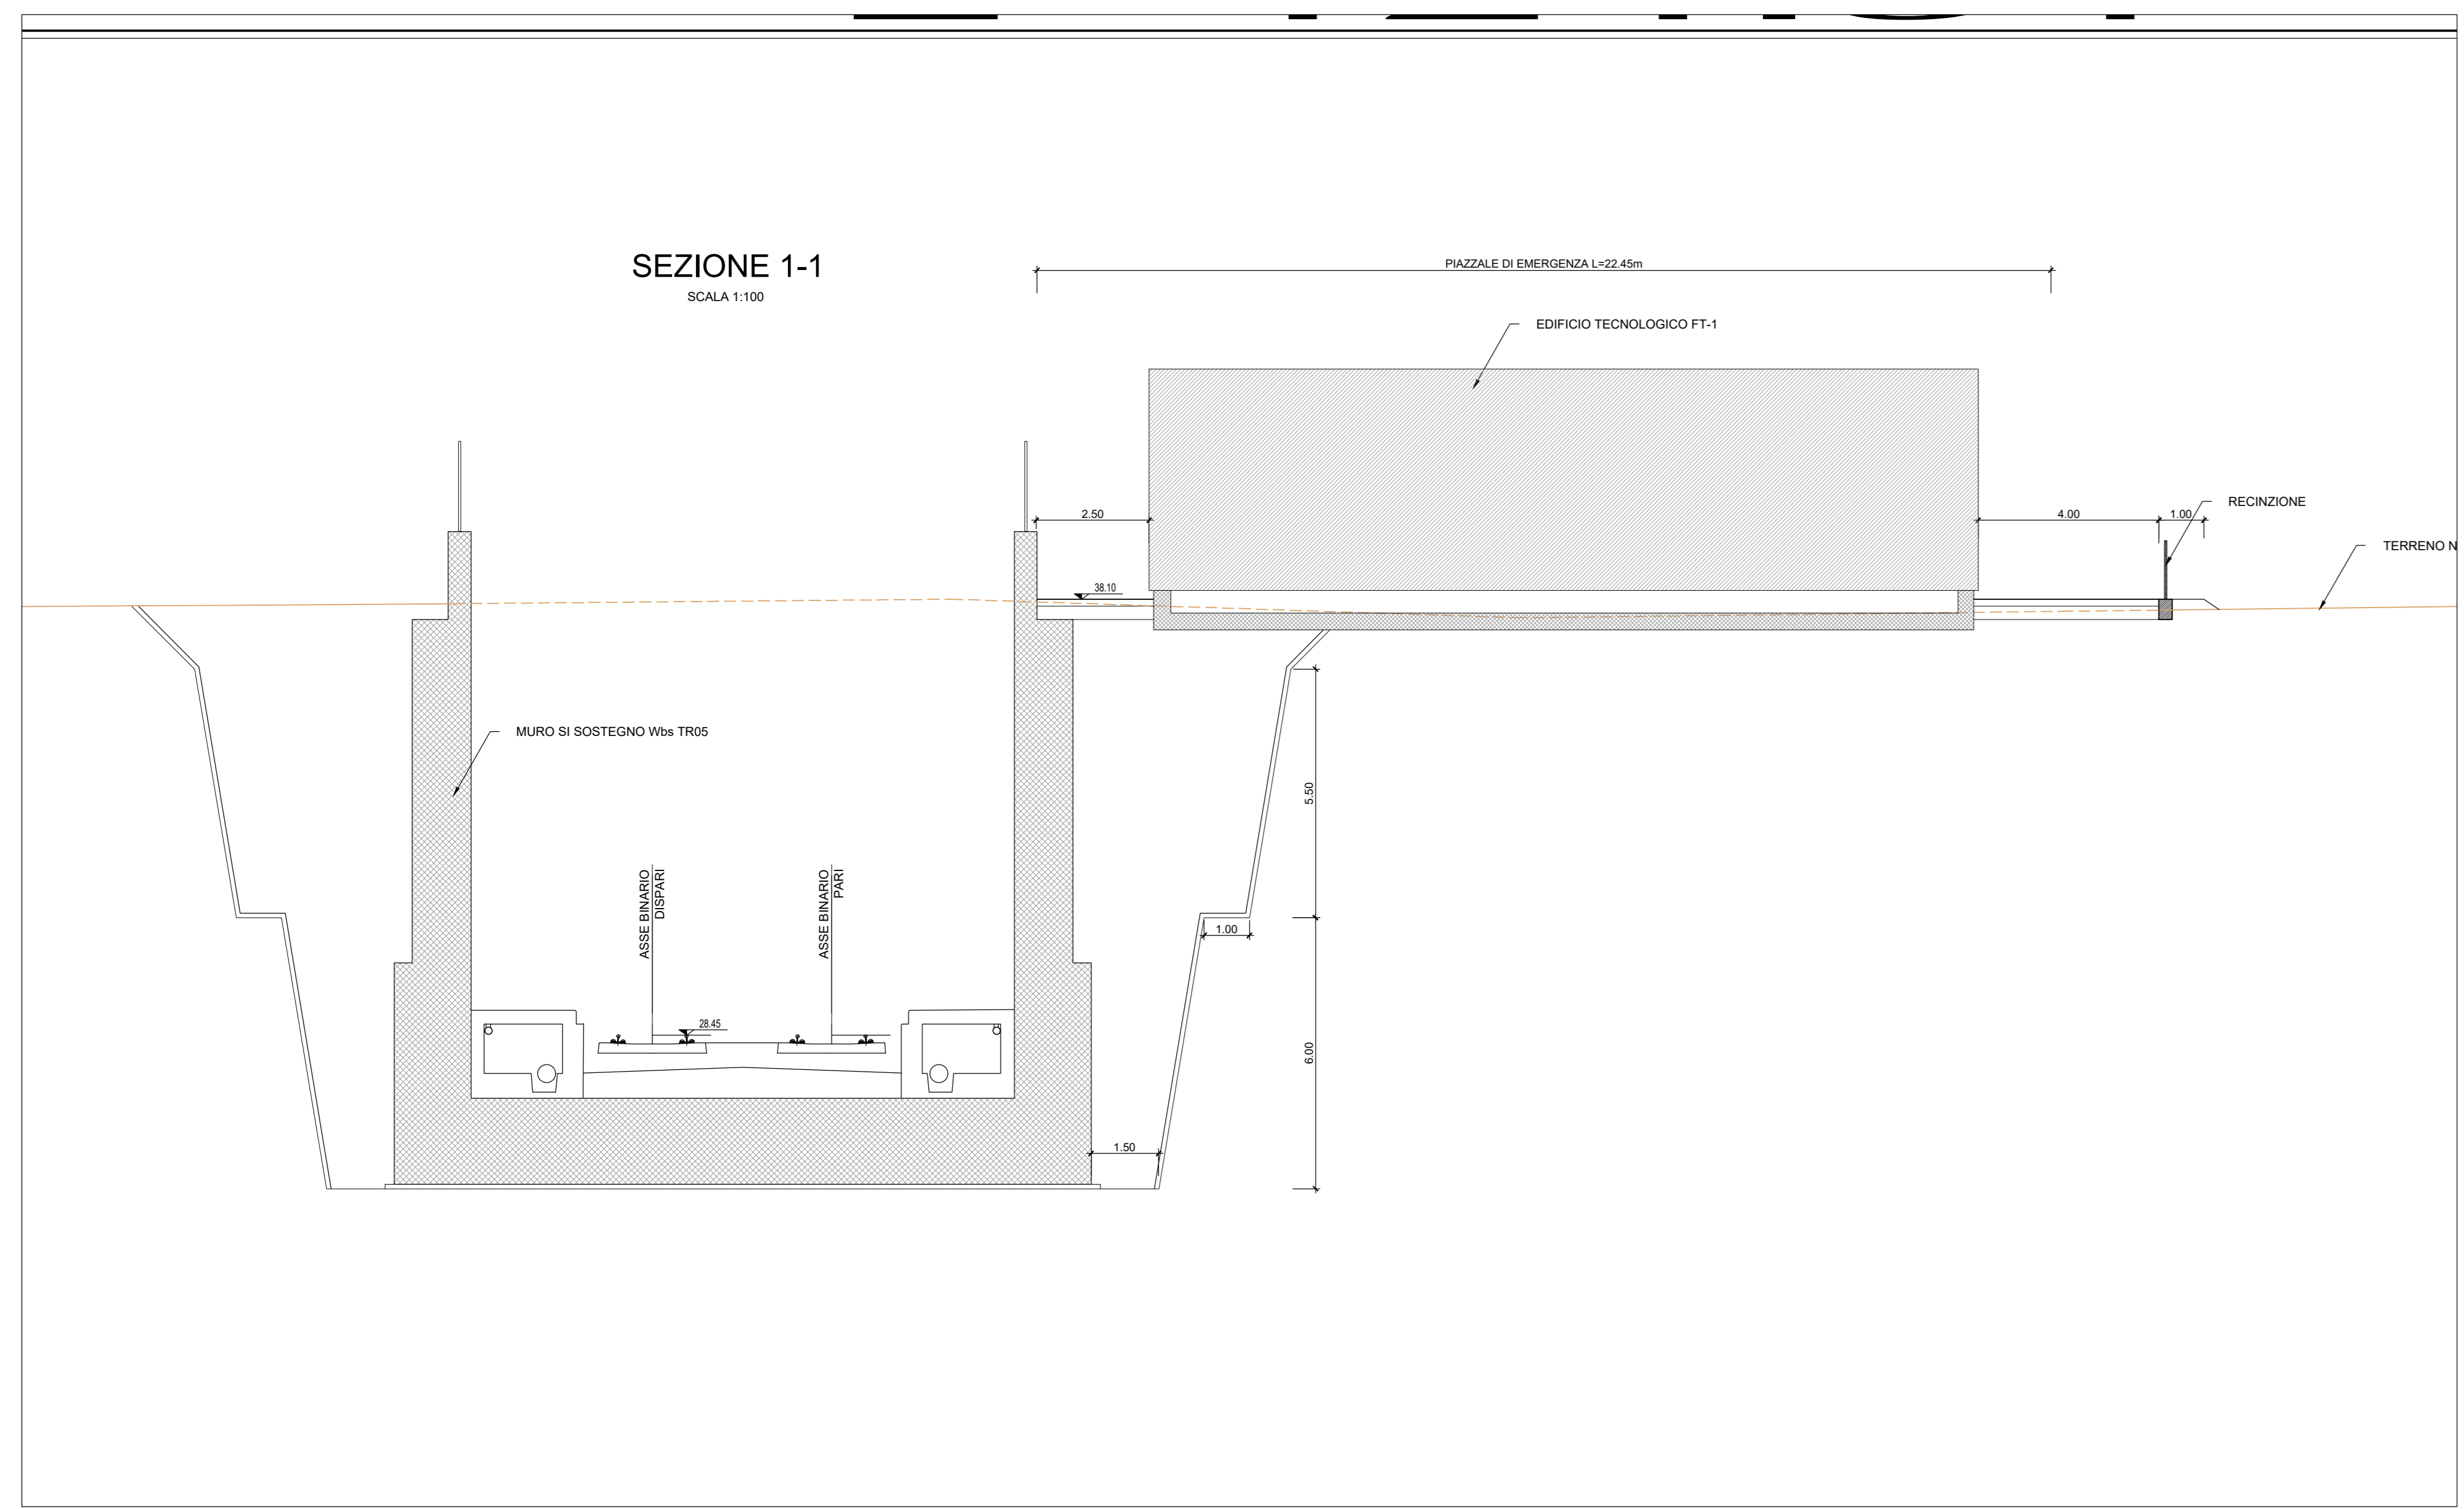 SEZIONE 1-1
SCALA 1:100
PIAZZALE DI EMERGENZA L=22.45m
EDIFICIO TECNOLOGICO FT-1
RECINZIONE
2.50
4.00
1.00
TERRENO N
38.10
MURO SI SOSTEGNO Wbs TR05
5.50
ASSE BINARIO
DISPARI
ASSE BINARIO
PARI
1.00
28.45
6.00
1.50